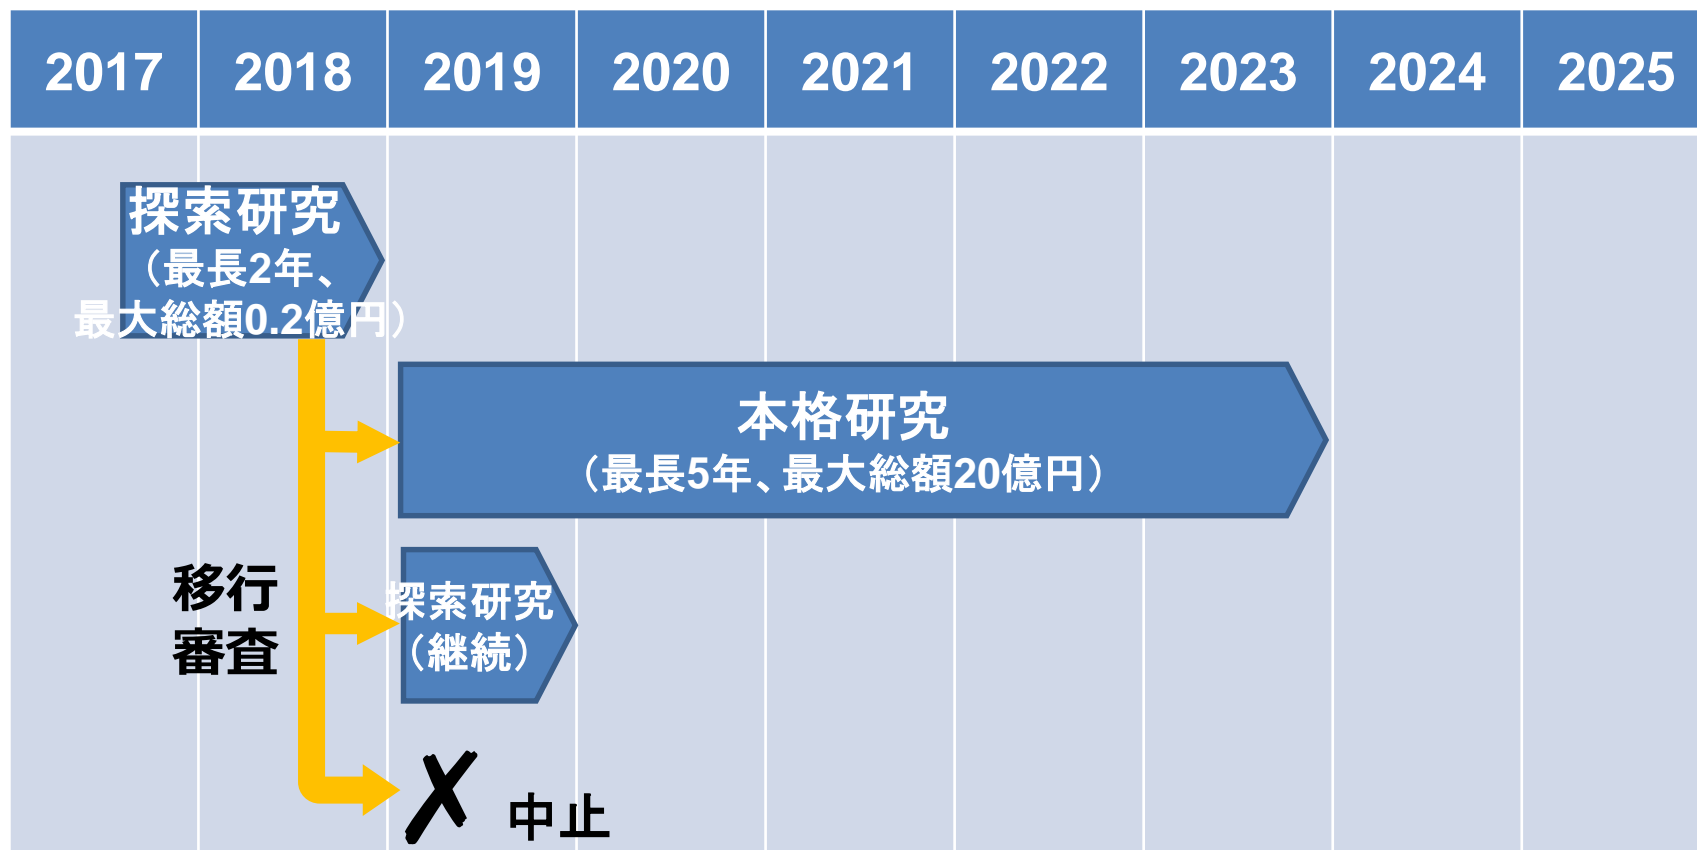 2017 2018 2019 2020 2021 2022 2023 2024 2025
探索研究
（最長2年、
最大総額0.2億円）
本格研究
（最長5年、最大総額20億円）
移行
審査
探索研究
（継続）
✗ 中止